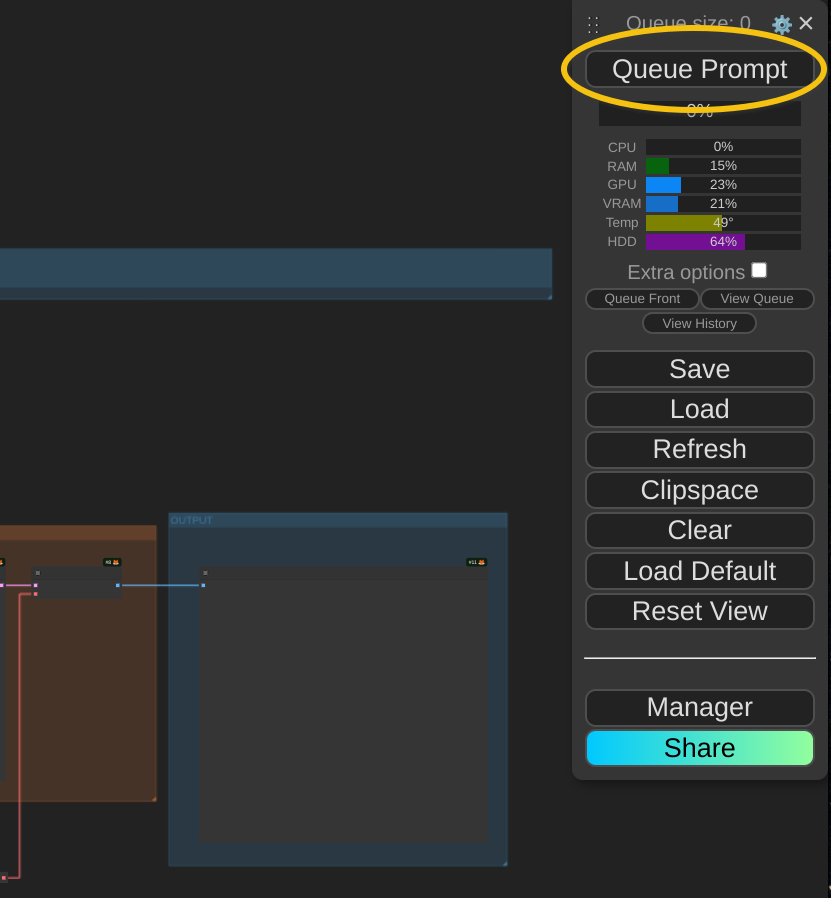 Queue size: 0
Queue Prompt
0%
CPU 0%
RAM 15%
GPU 23%
VRAM 21%
Temp 49°
HDD 64%
Extra options
Queue Front View Queue
View History
Save
Load
Refresh
Clipspace
Clear
Load Default
Reset View
OUTPUT
#8
#11
Manager
Share